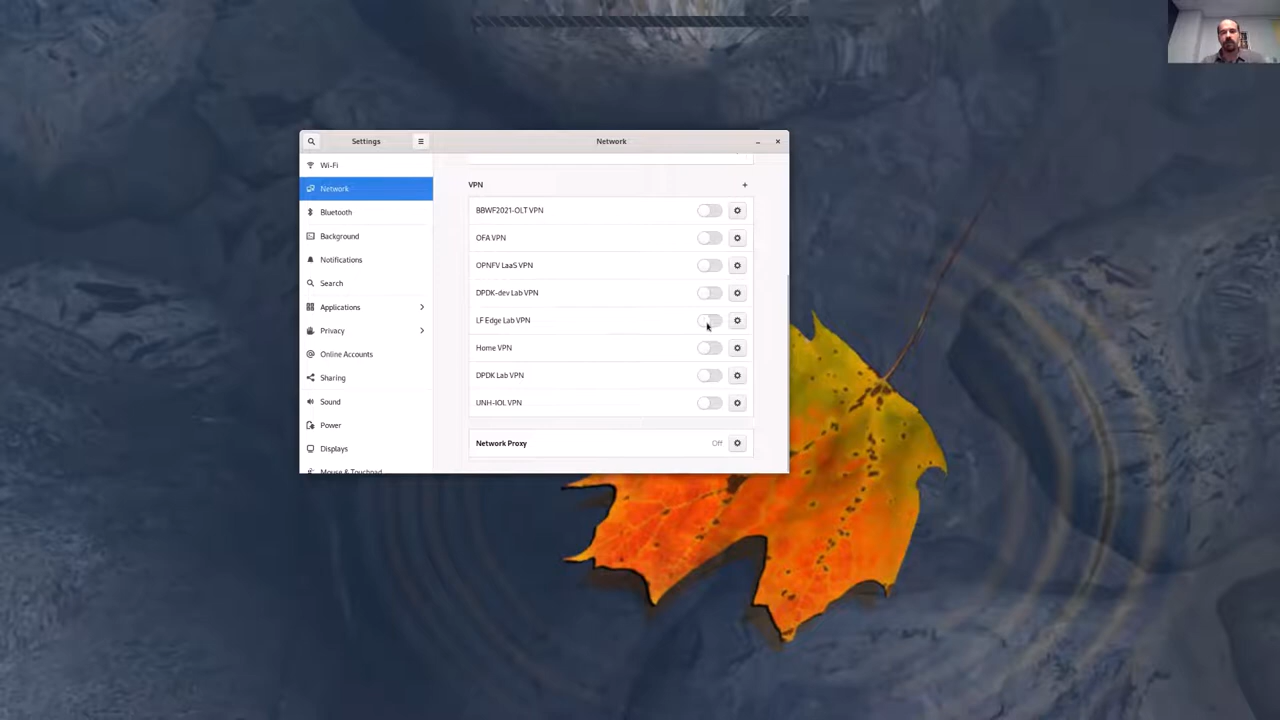 Settings
Network
Wi-Fi
Network
Bluetooth
Background
Notifications
Search
Applications
Privacy
Online Accounts
Sharing
Sound
Power
Displays
Mouse & Touchpad
VPN
BBWF2021-OLT VPN
OFA VPN
OPNFV LaaS VPN
DPDK-dev Lab VPN
LF Edge Lab VPN
Home VPN
DPDK Lab VPN
UNH-IOL VPN
Network Proxy Off